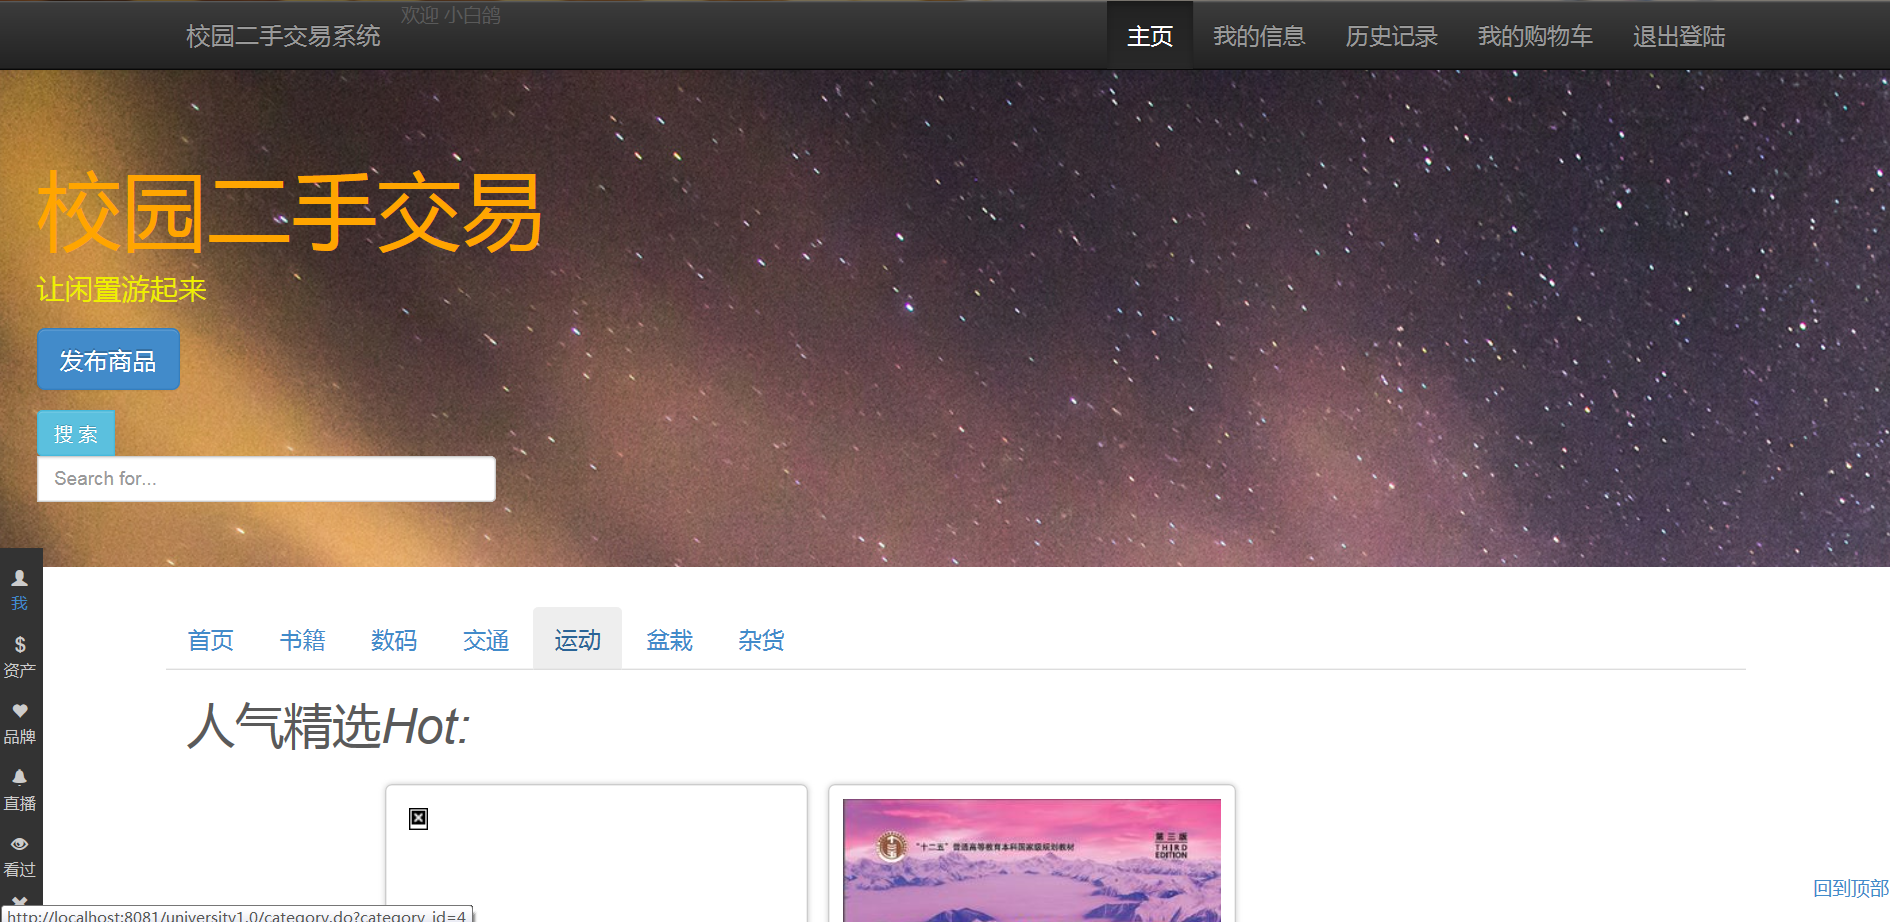 校园二手交易系统
欢迎 小白鸽
主页
我的信息
历史记录
我的购物车
退出登陆
校园二手交易
让闲置游起来
发布商品
搜 索
Search for...
我
资产
品牌
直播
看过
首页
书籍
数码
交通
运动
盆栽
杂货
人气精选Hot:
"十二五"普通高等教育本科国家级规划教材
第三版
THIRD
EDITION
回到顶部
http://localhost:8081/university1.0/category.do?category_id=4